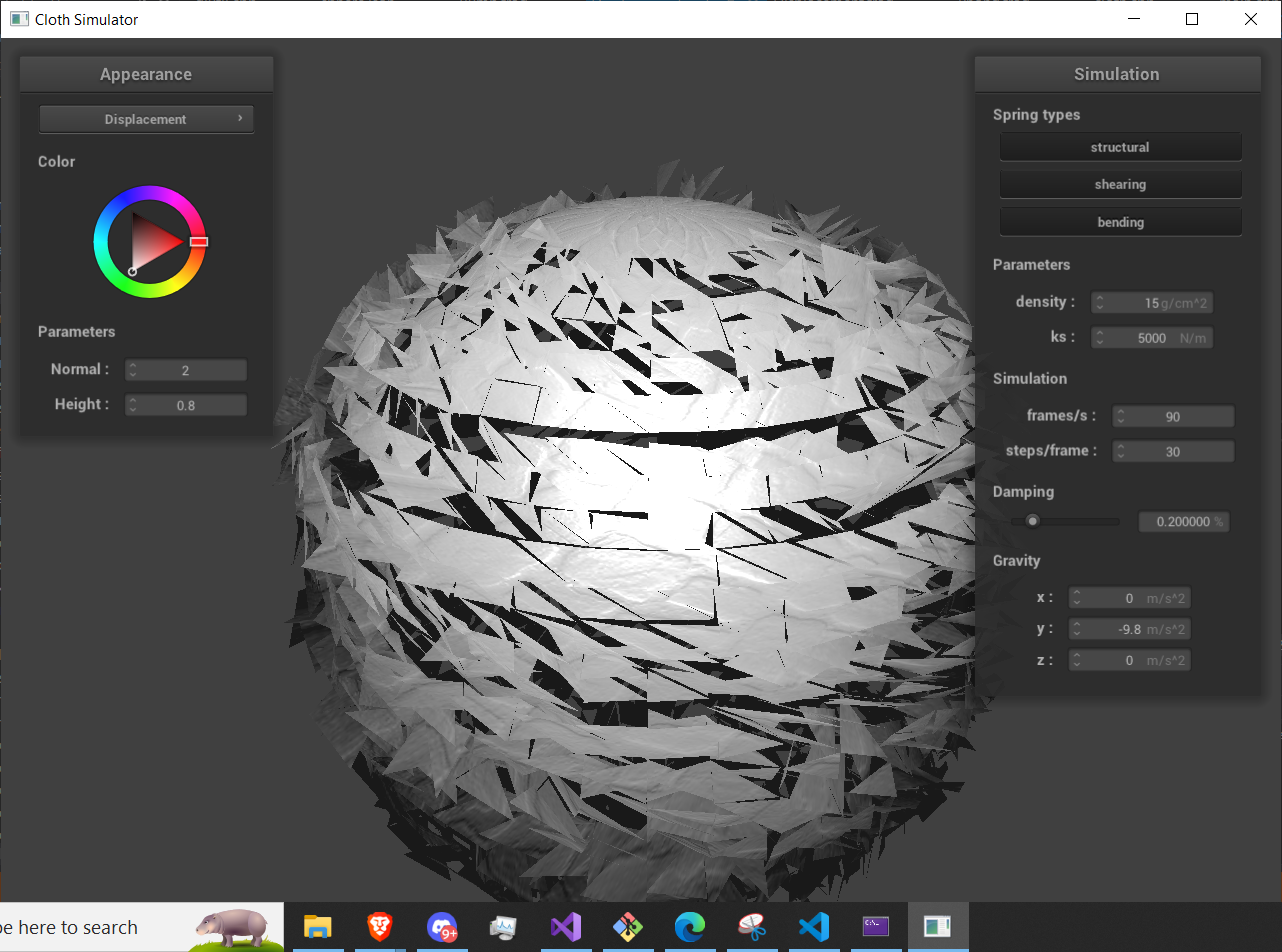 Cloth Simulator
Appearance
Displacement
Color
Parameters
Normal : 2
Height : 0.8
Simulation
Spring types
structural
shearing
bending
Parameters
density : 15 g/cm^2
ks : 5000 N/m
Simulation
frames/s : 90
steps/frame : 30
Damping
0.200000 %
Gravity
x : 0 m/s^2
y : -9.8 m/s^2
z : 0 m/s^2
be here to search
9+
C:\_